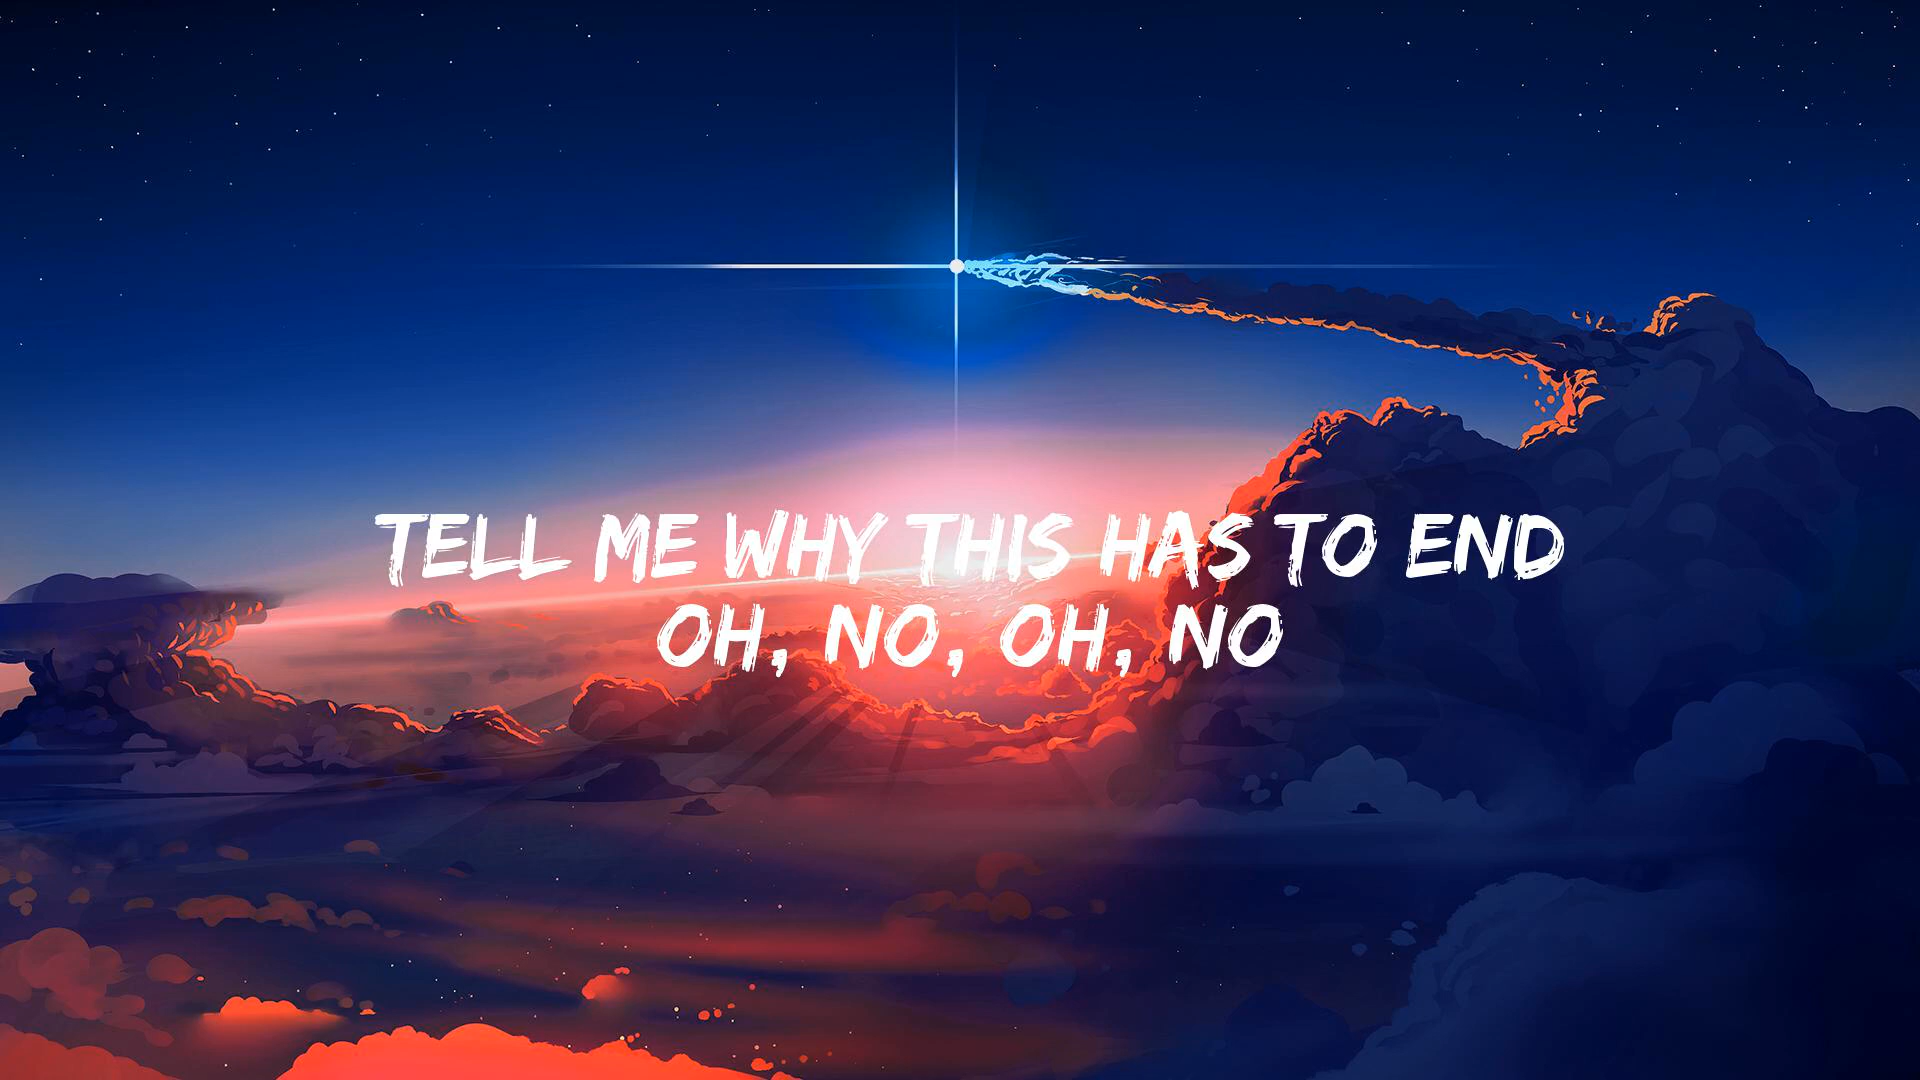 TELL ME WHY THIS HAS TO END
OH, NO, OH, NO